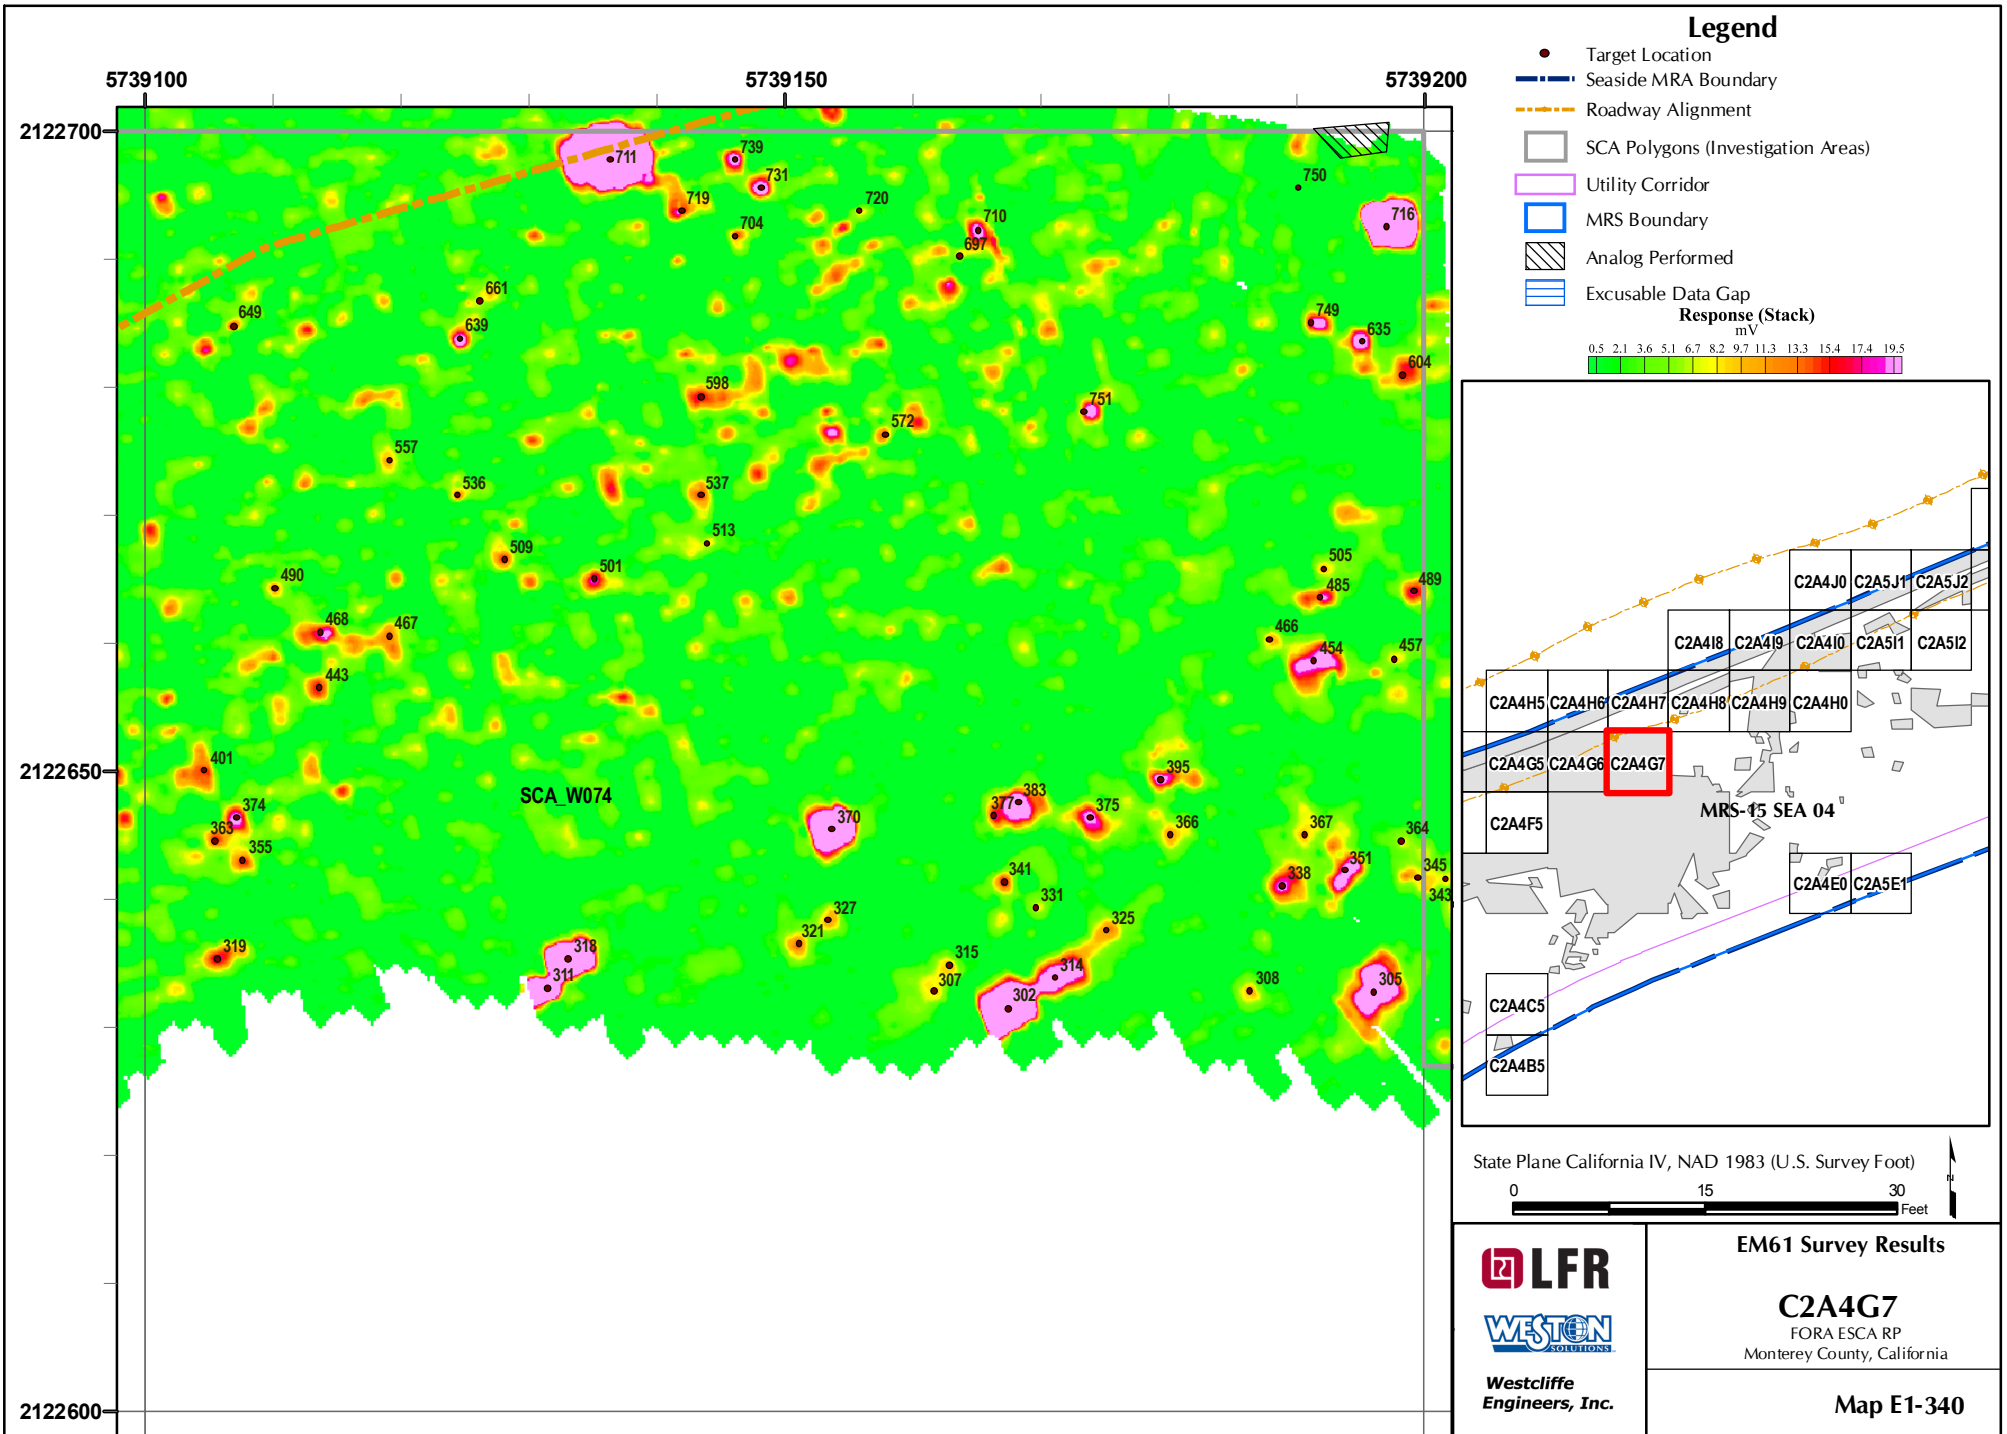 5739100
5739150
5739200
2122700
2122650
2122600
711
739
731
719
704
720
710
697
750
716
661
649
639
749
635
604
598
751
572
557
536
537
513
509
501
505
485
489
490
468
467
466
454
457
443
401
SCA_W074
395
383
377
375
374
370
366
367
364
363
355
351
345
343
341
338
331
327
325
321
319
318
315
314
311
308
307
305
302
Legend
Target Location
Seaside MRA Boundary
Roadway Alignment
SCA Polygons (Investigation Areas)
Utility Corridor
MRS Boundary
Analog Performed
Excusable Data Gap
Response (Stack)
mV
0.5 2.1 3.6 5.1 6.7 8.2 9.7 11.3 13.3 15.4 17.4 19.5
C2A4J0 C2A5J1 C2A5J2
C2A4I8 C2A4I9 C2A4I0 C2A5I1 C2A5I2
C2A4H5 C2A4H6 C2A4H7 C2A4H8 C2A4H9 C2A4H0
C2A4G5 C2A4G6 C2A4G7
MRS-15 SEA 04
C2A4F5
C2A4E0 C2A5E1
C2A4C5
C2A4B5
State Plane California IV, NAD 1983 (U.S. Survey Foot)
0 15 30
Feet
N
LFR
WESTON
SOLUTIONS
Westcliffe
Engineers, Inc.
EM61 Survey Results
C2A4G7
FORA ESCA RP
Monterey County, California
Map E1-340